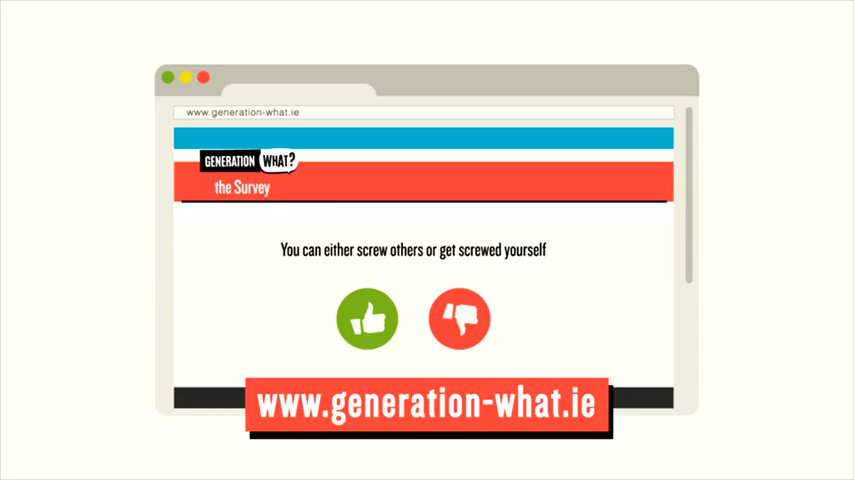 www.generation-what.ie
GENERATION WHAT?
the Survey
You can either screw others or get screwed yourself
www.generation-what.ie